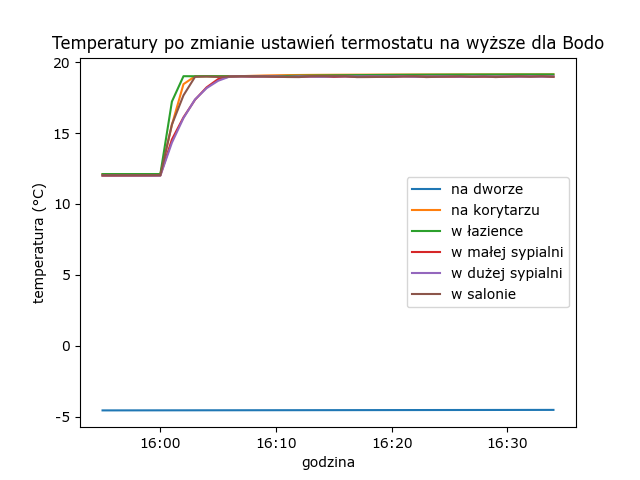 Temperatury po zmianie ustawień termostatu na wyższe dla Bodo
temperatura (°C)
20
15
10
5
0
-5
na dworze
na korytarzu
w łazience
w małej sypialni
w dużej sypialni
w salonie
16:00
16:10
16:20
16:30
godzina